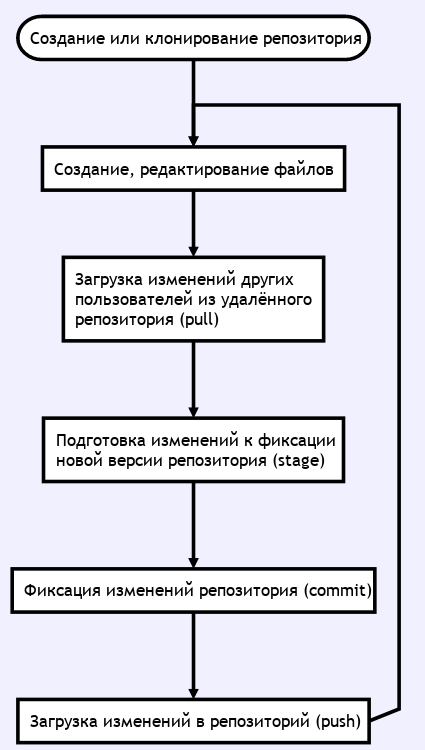 Создание или клонирование репозитория
Создание, редактирование файлов
Загрузка изменений других
пользователей из удалённого
репозитория (pull)
Подготовка изменений к фиксации
новой версии репозитория (stage)
Фиксация изменений репозитория (commit)
Загрузка изменений в репозиторий (push)